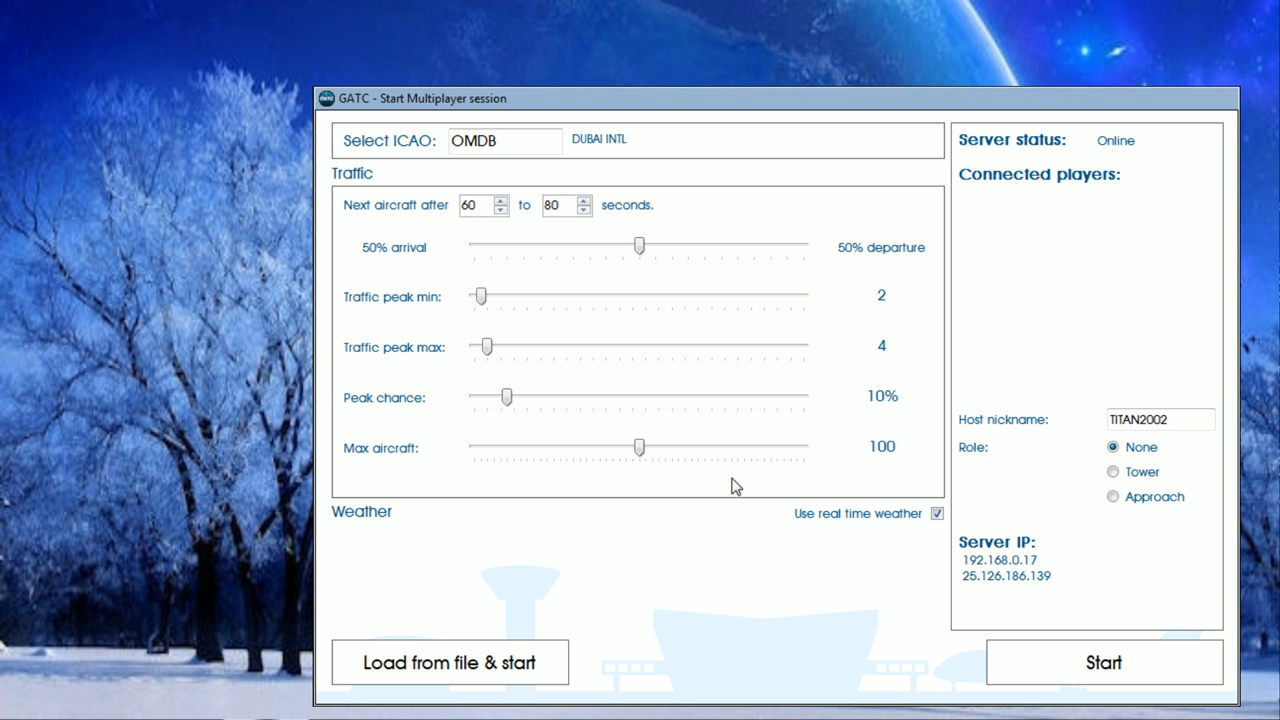 GATC - Start Multiplayer session
Select ICAO: OMDB DUBAI INTL
Traffic
Next aircraft after 60 to 80 seconds.
50% arrival 50% departure
Traffic peak min: 2
Traffic peak max: 4
Peak chance: 10%
Max aircraft: 100
Weather Use real time weather
Load from file & start
Server status: Online
Connected players:
Host nickname: TITAN2002
Role: None
Tower
Approach
Server IP:
192.168.0.17
25.126.186.139
Start